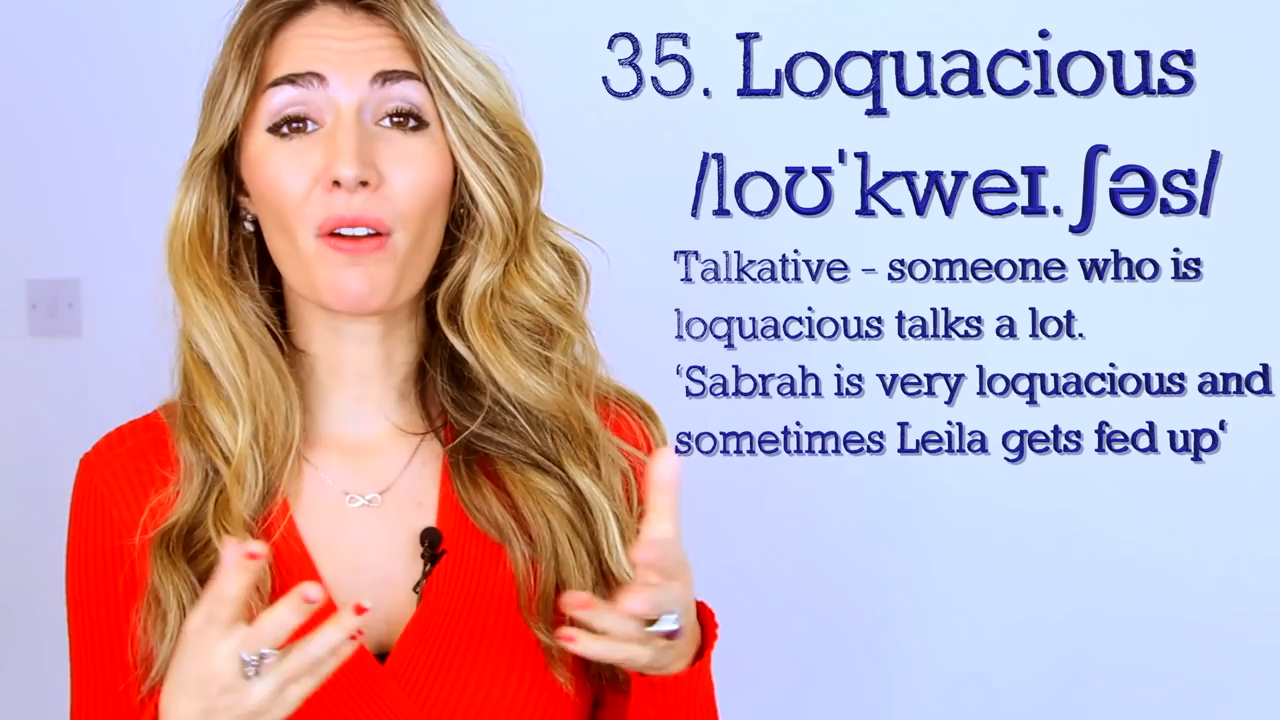 35. Loquacious
/loʊˈkweɪ.ʃəs/
Talkative - someone who is
loquacious talks a lot.
‘Sabrah is very loquacious and
sometimes Leila gets fed up‘